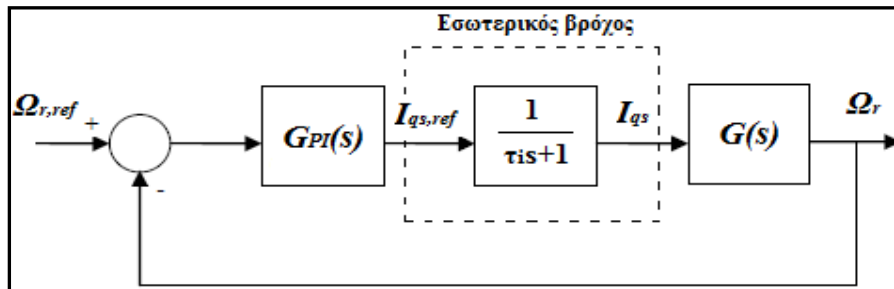 Εσωτερικός βρόχος
Ωr,ref
+
-
GPI(s)
Iqs,ref
1
τis+1
Iqs
G(s)
Ωr